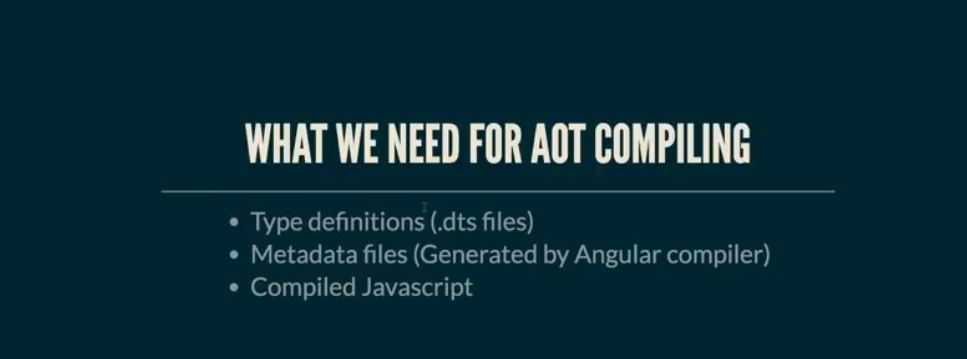 WHAT WE NEED FOR AOT COMPILING
• Type definitions (.dts files)
• Metadata files (Generated by Angular compiler)
• Compiled Javascript